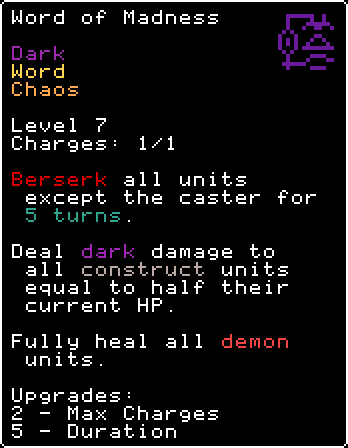 Word of Madness
Dark
Word
Chaos
Level 7
Charges: 1/1
Berserk all units
except the caster for
5 turns.
Deal dark damage to
all construct units
equal to half their
current HP.
Fully heal all demon
units.
Upgrades:
2 - Max Charges
5 - Duration